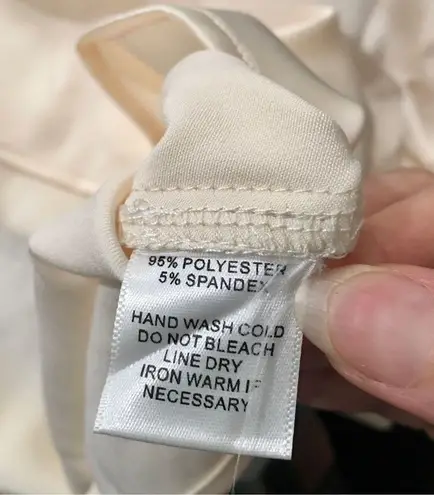 95% POLYESTER
5% SPANDEX
HAND WASH COLD
DO NOT BLEACH
LINE DRY
IRON WARM IF
NECESSARY